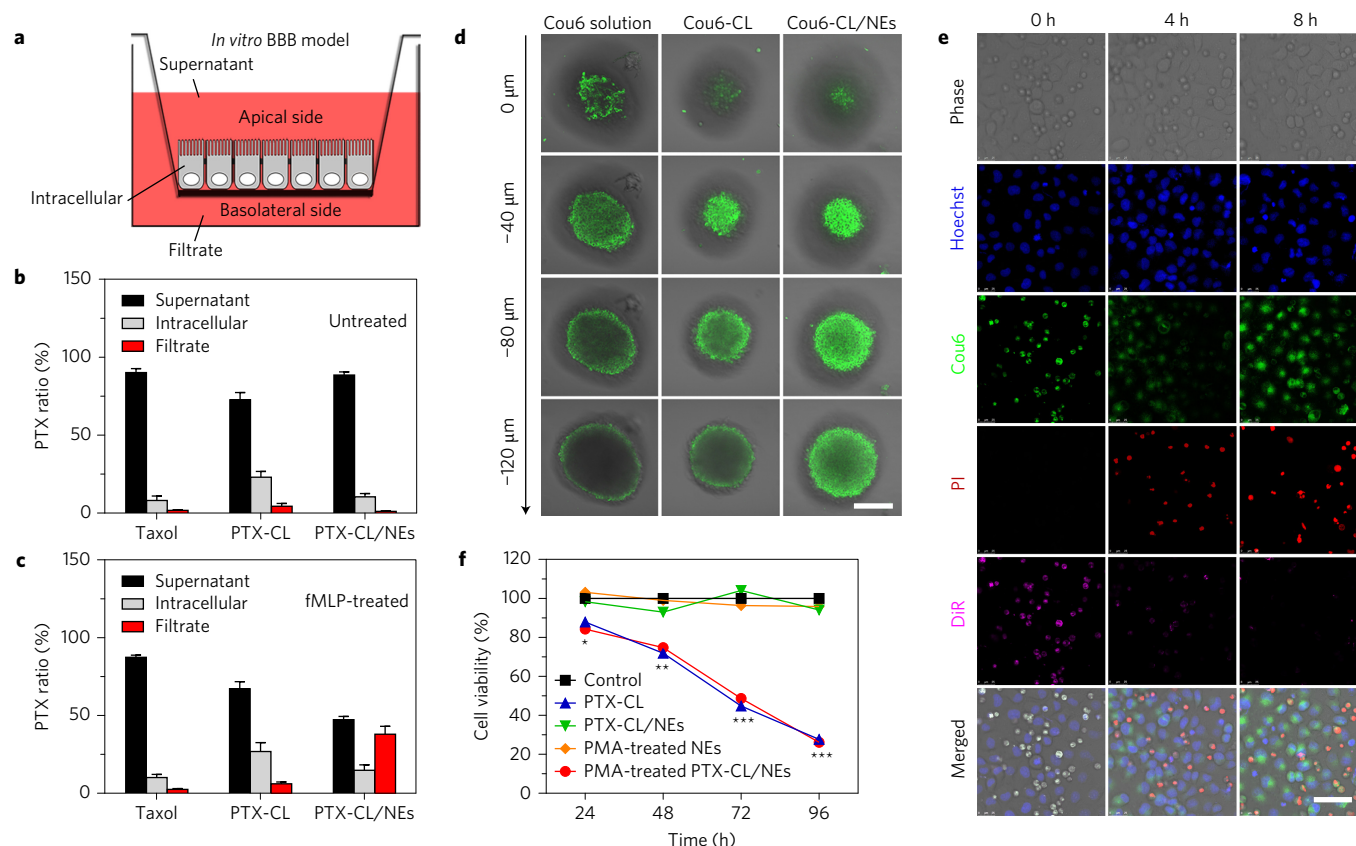 a
In vitro BBB model
Supernatant
Apical side
Intracellular
Basolateral side
Filtrate
b
150
100
50
0
PTX ratio (%)
Supernatant
Intracellular
Filtrate
Untreated
Taxol
PTX-CL
PTX-CL/NEs
c
150
100
50
0
PTX ratio (%)
Supernatant
Intracellular
Filtrate
fMLP-treated
Taxol
PTX-CL
PTX-CL/NEs
d
Cou6 solution
Cou6-CL
Cou6-CL/NEs
0 μm
−40 μm
−80 μm
−120 μm
f
120
100
80
60
40
20
0
Cell viability (%)
*
**
***
***
Control
PTX-CL
PTX-CL/NEs
PMA-treated NEs
PMA-treated PTX-CL/NEs
24
48
72
96
Time (h)
e
0 h
4 h
8 h
Phase
Hoechst
Cou6
PI
DiR
Merged